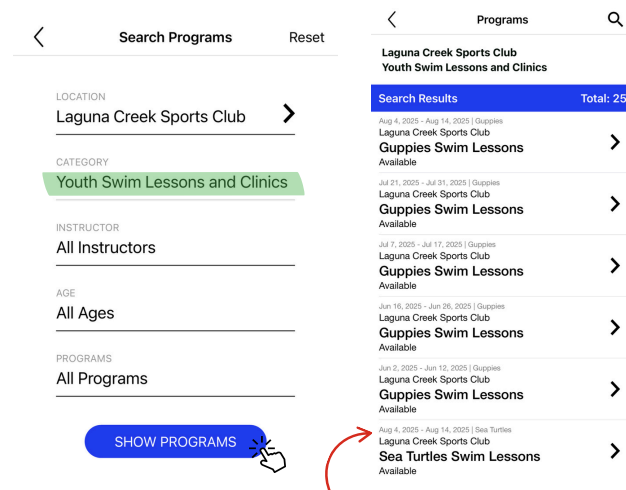 Search Programs
Reset
LOCATION
Laguna Creek Sports Club
CATEGORY
Youth Swim Lessons and Clinics
INSTRUCTOR
All Instructors
AGE
All Ages
PROGRAMS
All Programs
SHOW PROGRAMS
Programs
Laguna Creek Sports Club
Youth Swim Lessons and Clinics
Search Results Total: 25
Aug 4, 2025 - Aug 14, 2025 | Guppies
Laguna Creek Sports Club
Guppies Swim Lessons
Available
Jul 21, 2025 - Jul 31, 2025 | Guppies
Laguna Creek Sports Club
Guppies Swim Lessons
Available
Jul 7, 2025 - Jul 17, 2025 | Guppies
Laguna Creek Sports Club
Guppies Swim Lessons
Available
Jun 16, 2025 - Jun 26, 2025 | Guppies
Laguna Creek Sports Club
Guppies Swim Lessons
Available
Jun 2, 2025 - Jun 12, 2025 | Guppies
Laguna Creek Sports Club
Guppies Swim Lessons
Available
Aug 4, 2025 - Aug 14, 2025 | Sea Turtles
Laguna Creek Sports Club
Sea Turtles Swim Lessons
Available